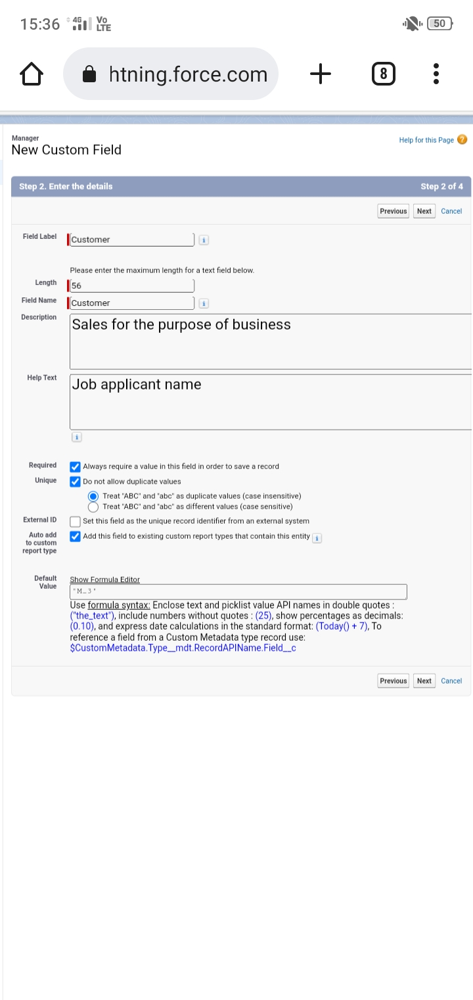 15:36 4G Vo LTE 50
htning.force.com 8
Manager
New Custom Field
Help for this Page ?
Step 2. Enter the details Step 2 of 4
Previous Next Cancel
Field Label Customer i
Please enter the maximum length for a text field below.
Length 56
Field Name Customer i
Description Sales for the purpose of business
Help Text Job applicant name
i
Required Always require a value in this field in order to save a record
Unique Do not allow duplicate values
Treat "ABC" and "abc" as duplicate values (case insensitive)
Treat "ABC" and "abc" as different values (case sensitive)
External ID Set this field as the unique record identifier from an external system
Auto add
to custom
report type
Add this field to existing custom report types that contain this entity i
Default
Value
Show Formula Editor
"M_3"
Use formula syntax: Enclose text and picklist value API names in double quotes :
("the_text"), include numbers without quotes : (25), show percentages as decimals:
(0.10), and express date calculations in the standard format: (Today() + 7), To
reference a field from a Custom Metadata type record use:
$CustomMetadata.Type__mdt.RecordAPIName.Field__c
Previous Next Cancel